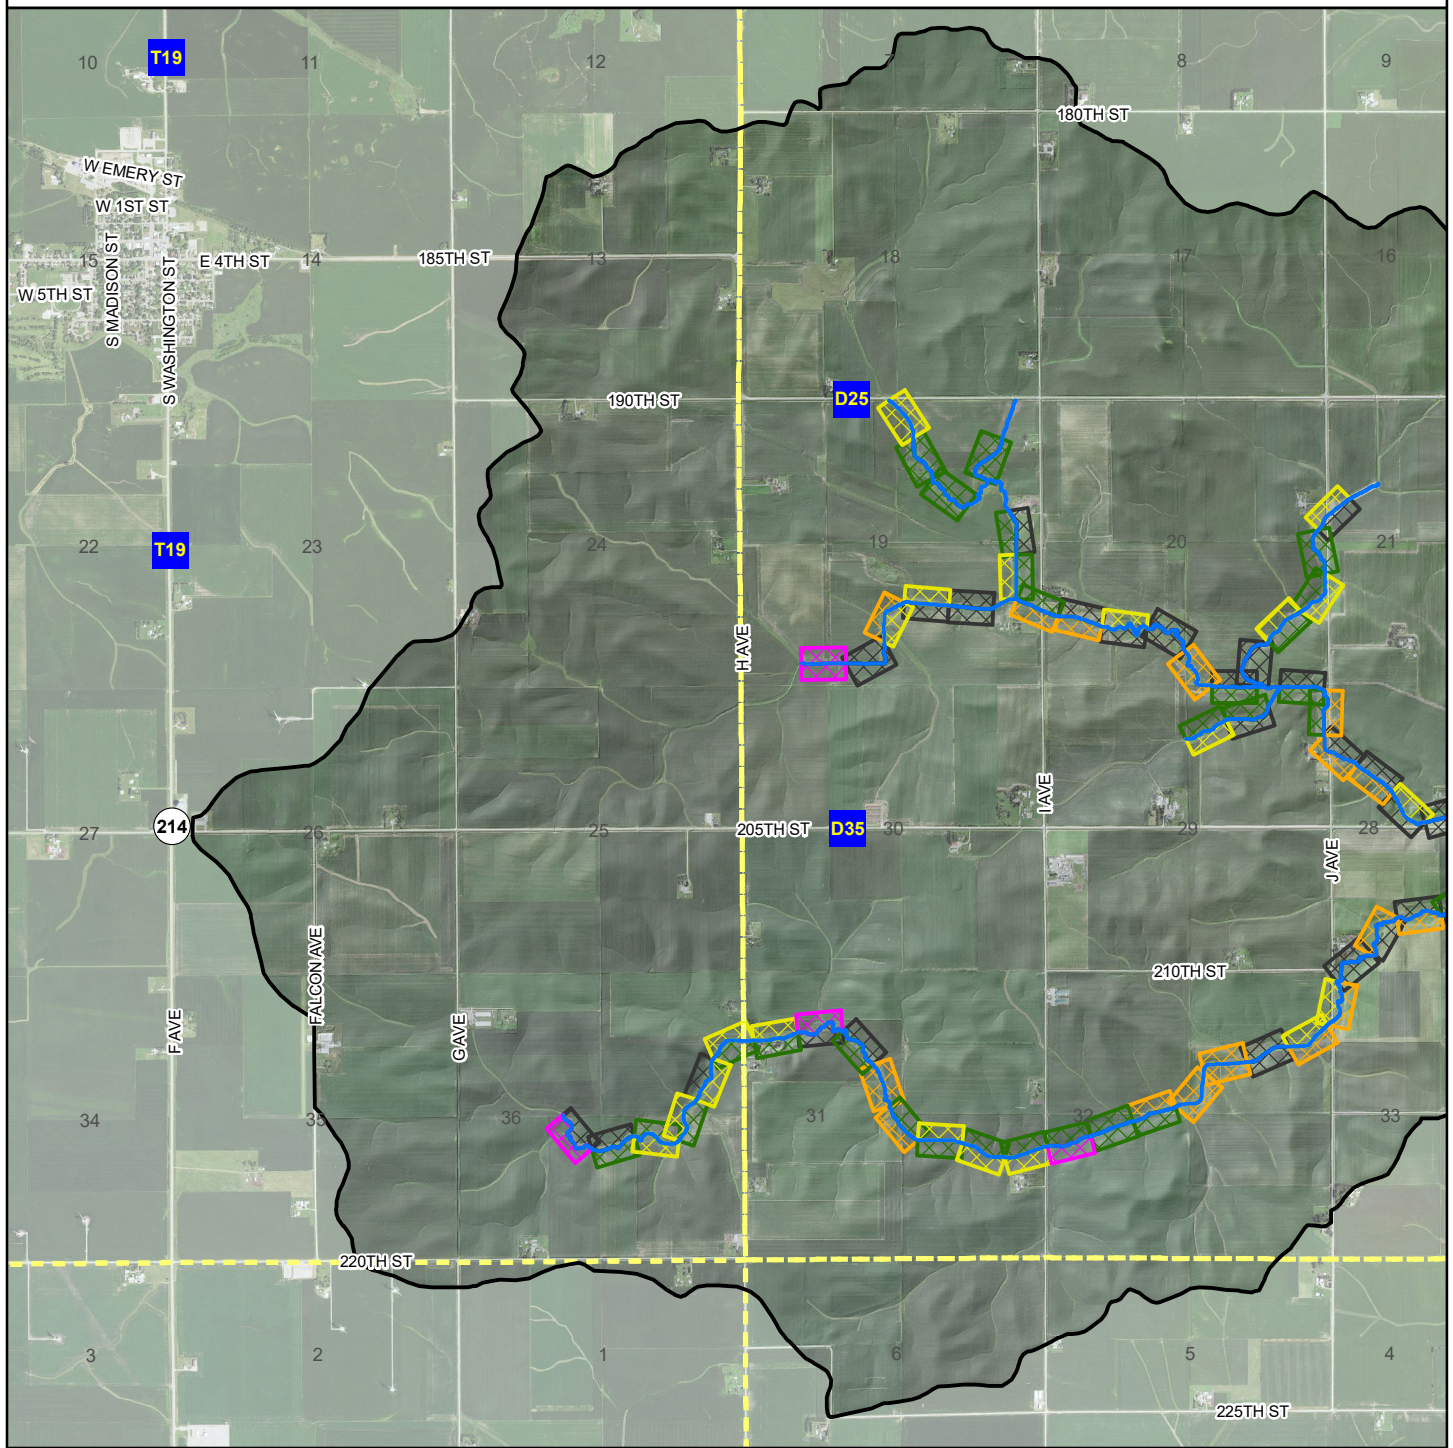 10
T19
11
12
7
8
9
180TH ST
W EMERY ST
W 1ST ST
S MADISON ST
S WASHINGTON ST
15
E 4TH ST
14
185TH ST
13
18
17
16
W 5TH ST
190TH ST
D25
22
T19
23
24
19
20
21
H AVE
I AVE
27
214
26
25
205TH ST
D35
30
29
28
J AVE
FALCON AVE
210TH ST
F AVE
G AVE
34
35
36
31
32
33
220TH ST
3
2
1
6
5
4
225TH ST